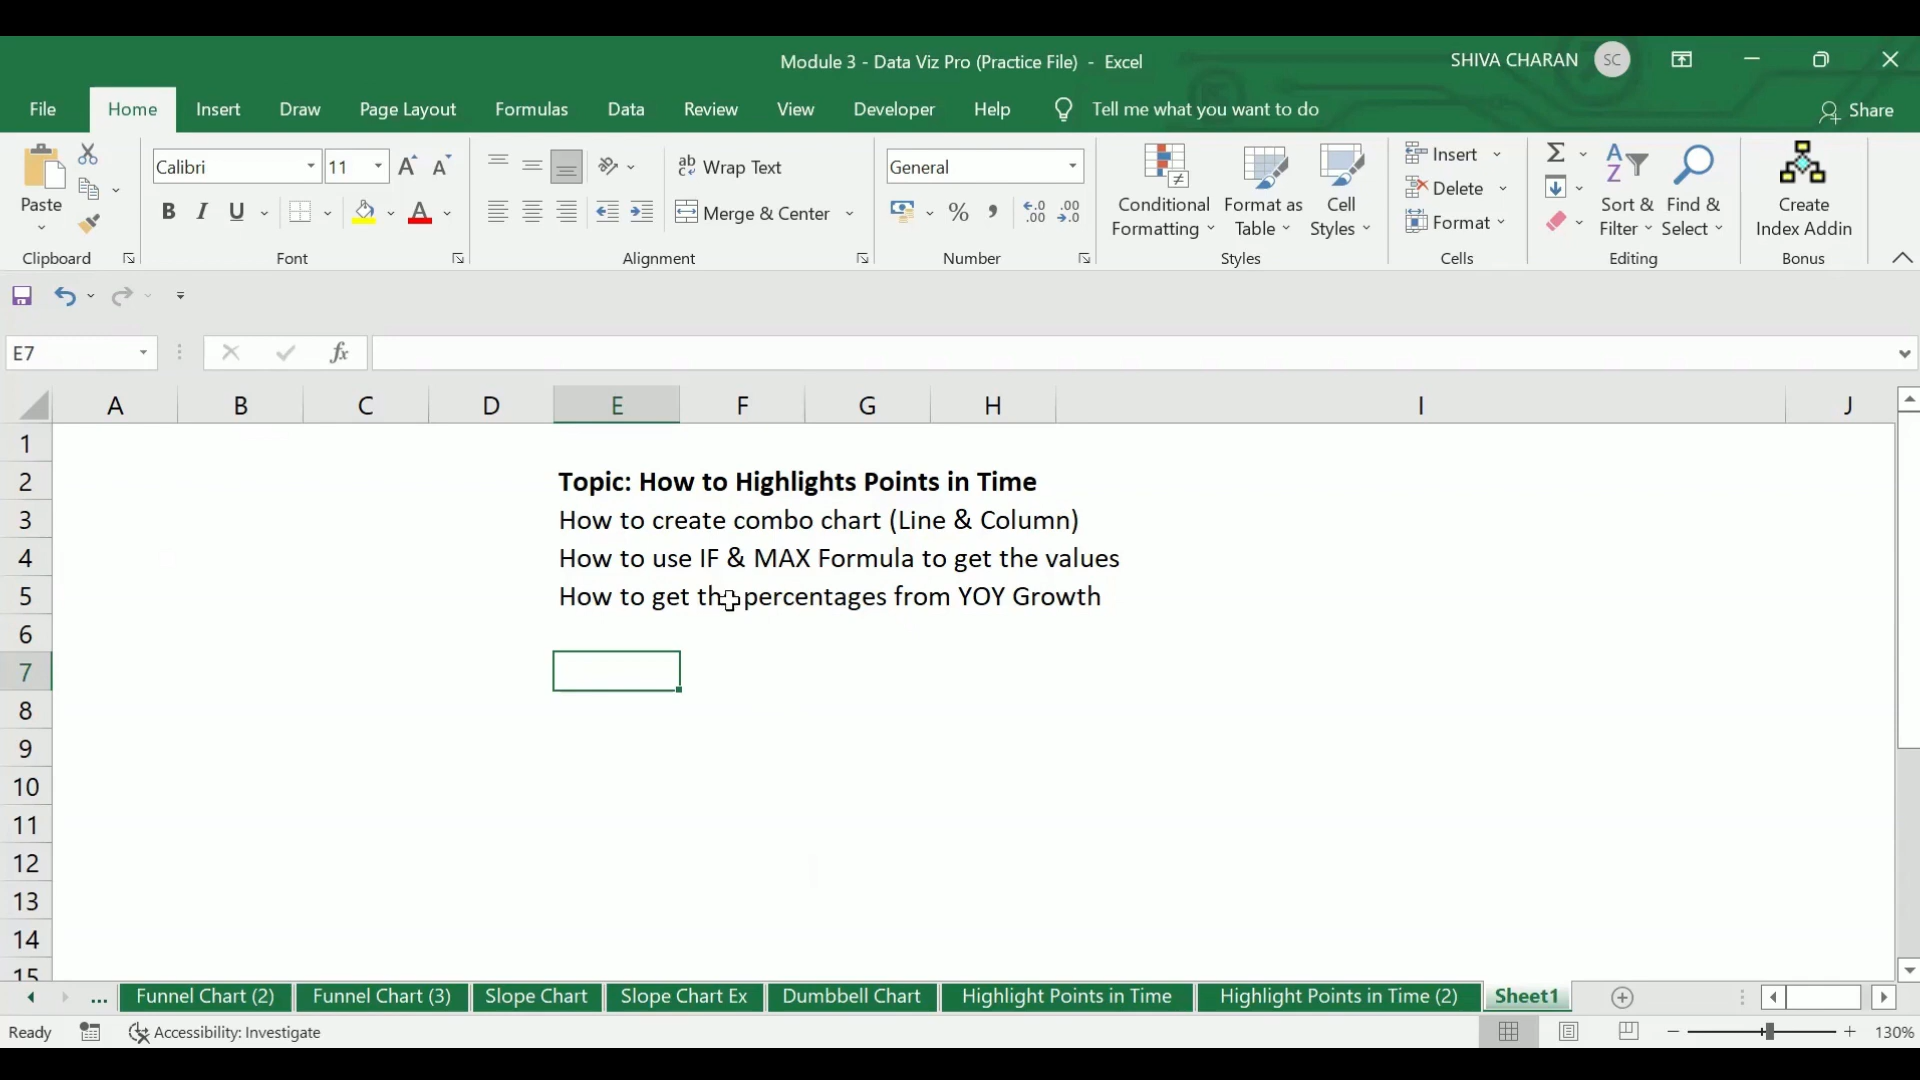 Module 3 - Data Viz Pro (Practice File) - Excel
SHIVA CHARAN
SC
File
Home
Insert
Draw
Page Layout
Formulas
Data
Review
View
Developer
Help
Tell me what you want to do
Share
Paste
Clipboard
Calibri
11
B I U
Font
Wrap Text
Merge & Center
Alignment
General
Number
Conditional Formatting
Format as Table
Cell Styles
Styles
Insert
Delete
Format
Cells
Sort & Filter
Find & Select
Editing
Create Index Addin
Bonus
E7
fx
A B C D E F G H I J
1
2 Topic: How to Highlights Points in Time
3 How to create combo chart (Line & Column)
4 How to use IF & MAX Formula to get the values
5 How to get the percentages from YOY Growth
6
7
8
9
10
11
12
13
14
15
... Funnel Chart (2) Funnel Chart (3) Slope Chart Slope Chart Ex Dumbbell Chart Highlight Points in Time Highlight Points in Time (2) Sheet1
Ready
Accessibility: Investigate
130%